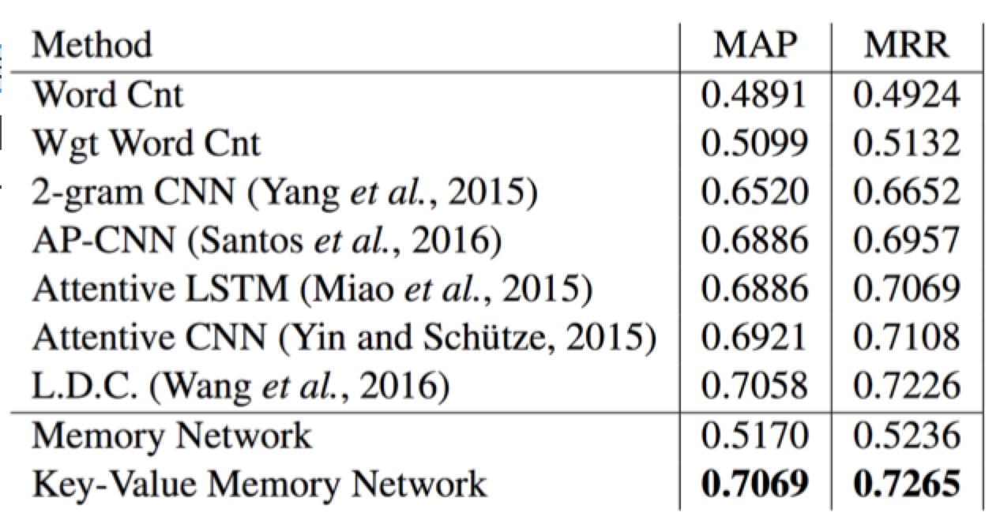 Method MAP MRR
Word Cnt 0.4891 0.4924
Wgt Word Cnt 0.5099 0.5132
2-gram CNN (Yang et al., 2015) 0.6520 0.6652
AP-CNN (Santos et al., 2016) 0.6886 0.6957
Attentive LSTM (Miao et al., 2015) 0.6886 0.7069
Attentive CNN (Yin and Schütze, 2015) 0.6921 0.7108
L.D.C. (Wang et al., 2016) 0.7058 0.7226
Memory Network 0.5170 0.5236
Key-Value Memory Network 0.7069 0.7265